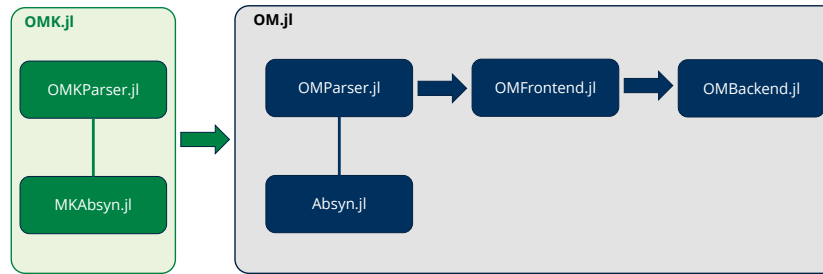 OMK.jl
OMKParser.jl
MKAbsyn.jl
OM.jl
OMParser.jl
OMFrontend.jl
OMBackend.jl
Absyn.jl